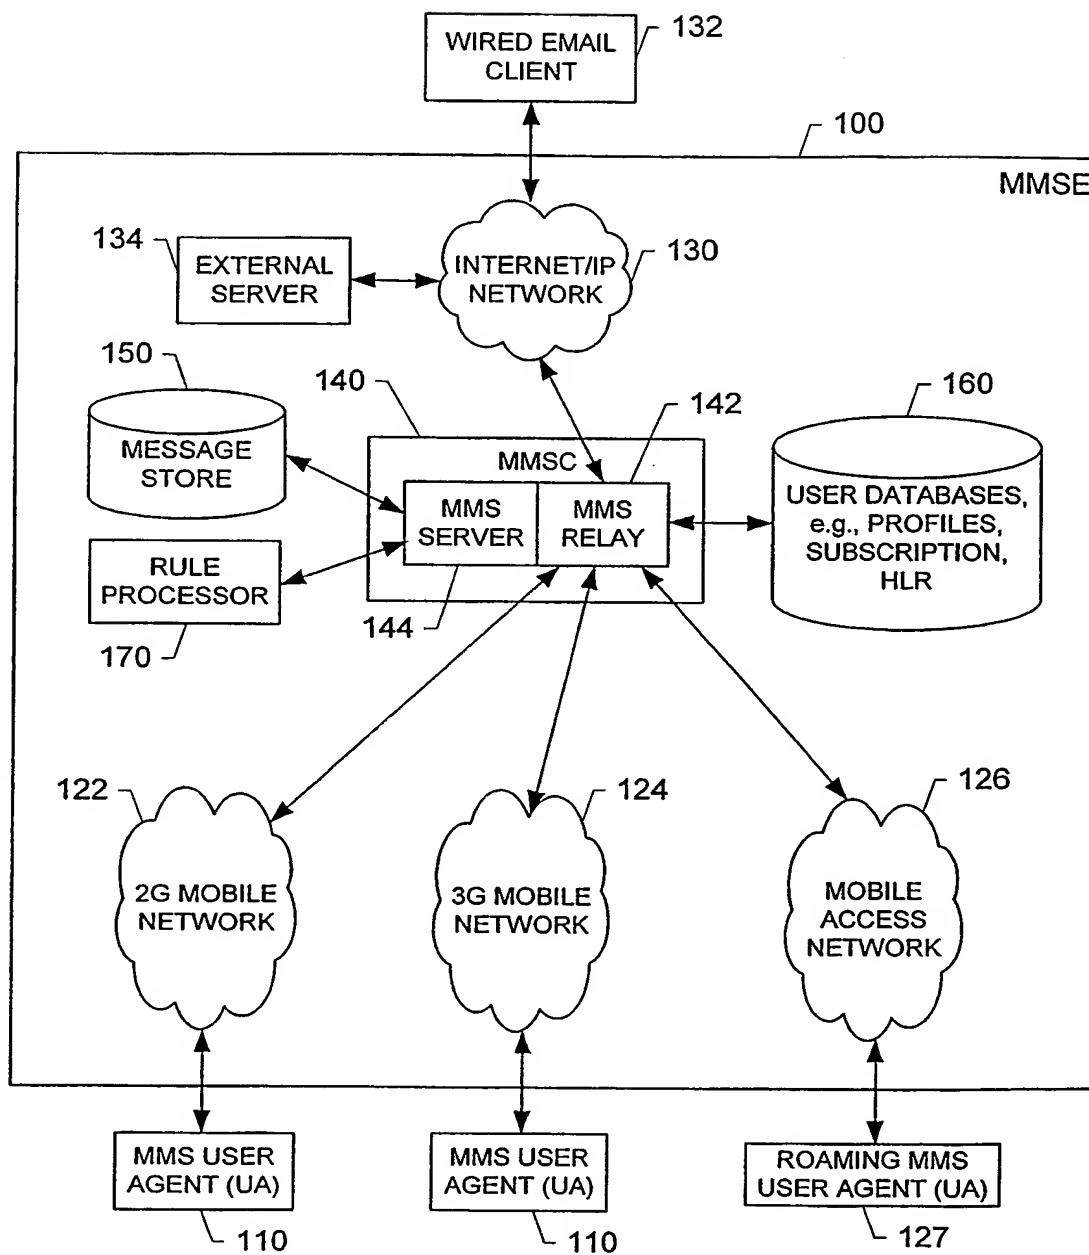 WIRED EMAIL
CLIENT
132
100
MMSE
134
EXTERNAL
SERVER
INTERNET/IP
NETWORK
130
150
MESSAGE
STORE
140
142
160
MMSC
MMS
SERVER
MMS
RELAY
USER DATABASES,
e.g., PROFILES,
SUBSCRIPTION,
HLR
RULE
PROCESSOR
170
144
122
2G MOBILE
NETWORK
124
3G MOBILE
NETWORK
126
MOBILE
ACCESS
NETWORK
MMS USER
AGENT (UA)
110
MMS USER
AGENT (UA)
110
ROAMING MMS
USER AGENT (UA)
127